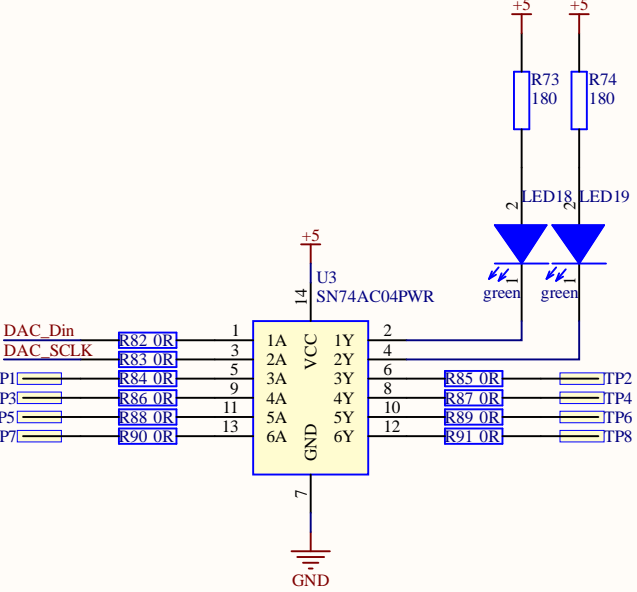 +5 +5
R73 R74
180 180
2 LED18 2 LED19
+5
U3
14 SN74AC04PWR
1 1
green green
DAC_Din R82 0R 1 1A VCC 1Y 2
DAC_SCLK R83 0R 3 2A 2Y 4
P1 R84 0R 5 3A 3Y 6 R85 0R TP2
P3 R86 0R 9 4A 4Y 8 R87 0R TP4
P5 R88 0R 11 5A 5Y 10 R89 0R TP6
P7 R90 0R 13 6A GND 6Y 12 R91 0R TP8
7
GND